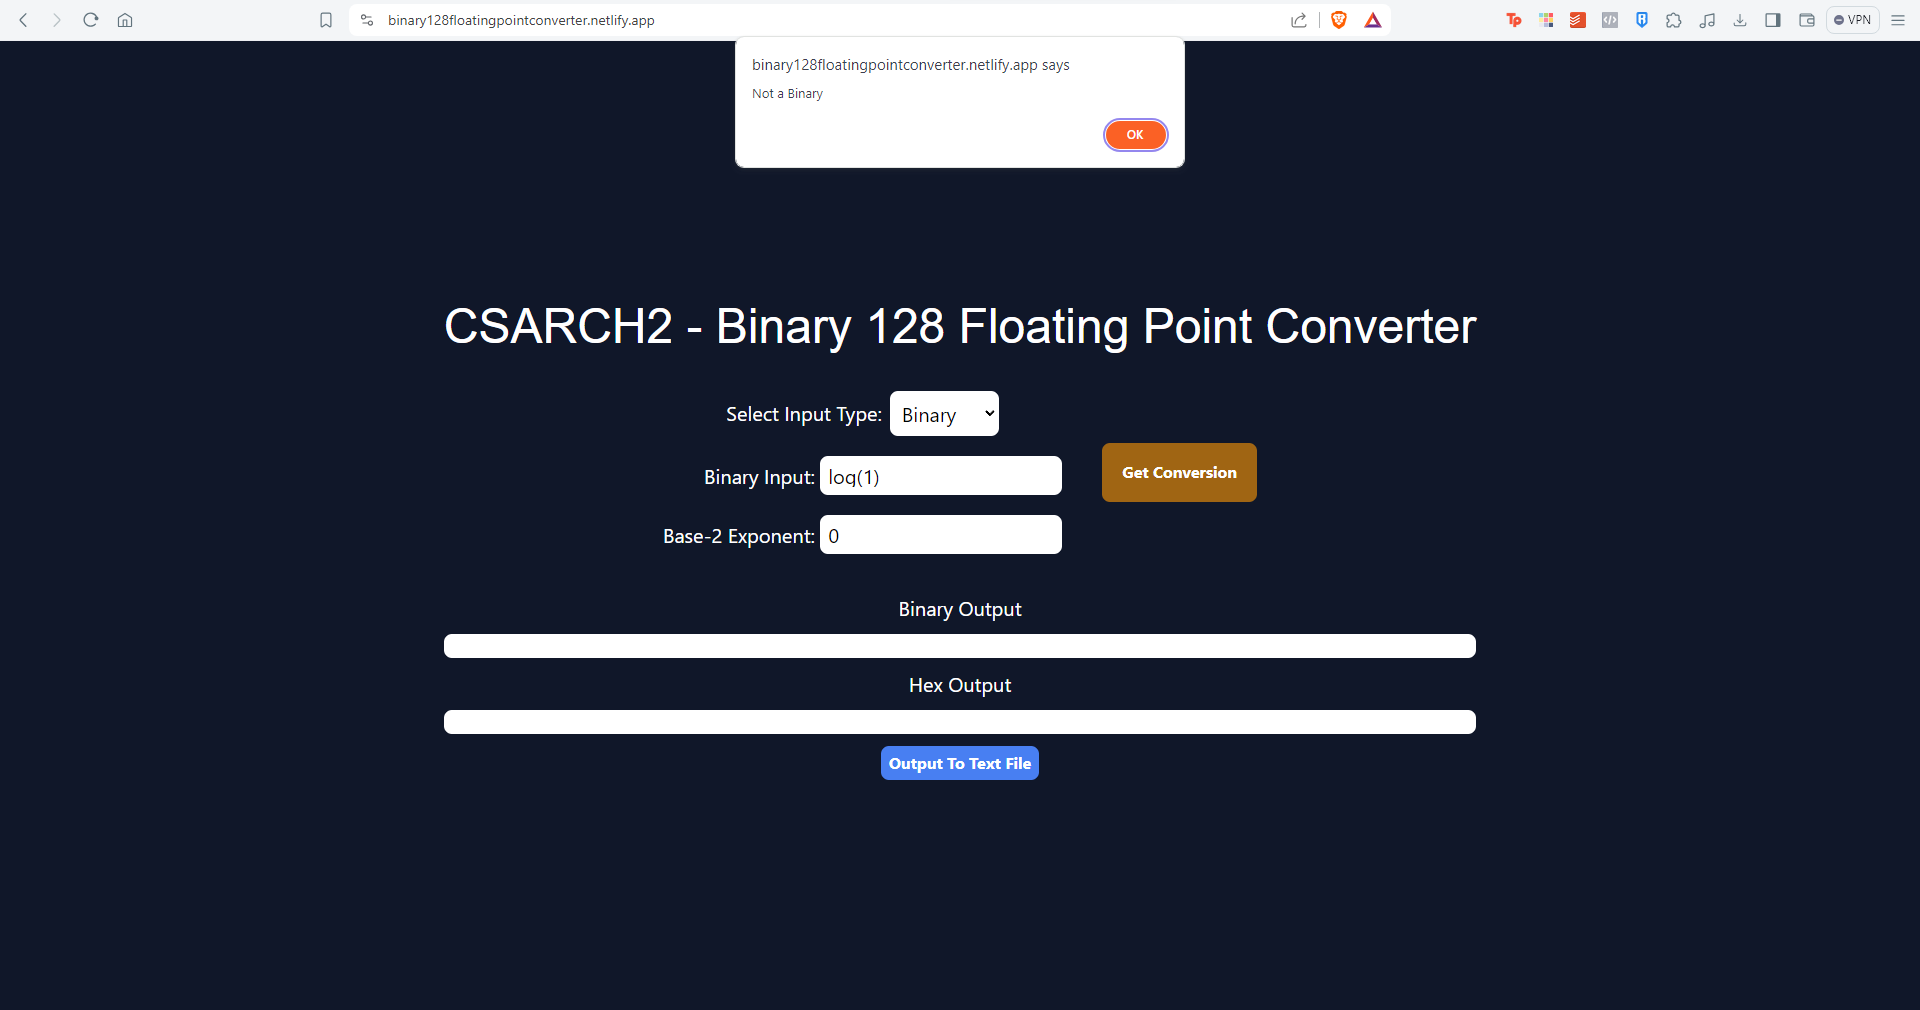 binary128floatingpointconverter.netlify.app
Tp
VPN
binary128floatingpointconverter.netlify.app says
Not a Binary
OK
CSARCH2 - Binary 128 Floating Point Converter
Select Input Type: Binary
Binary Input: log(1)
Get Conversion
Base-2 Exponent: 0
Binary Output
Hex Output
Output To Text File